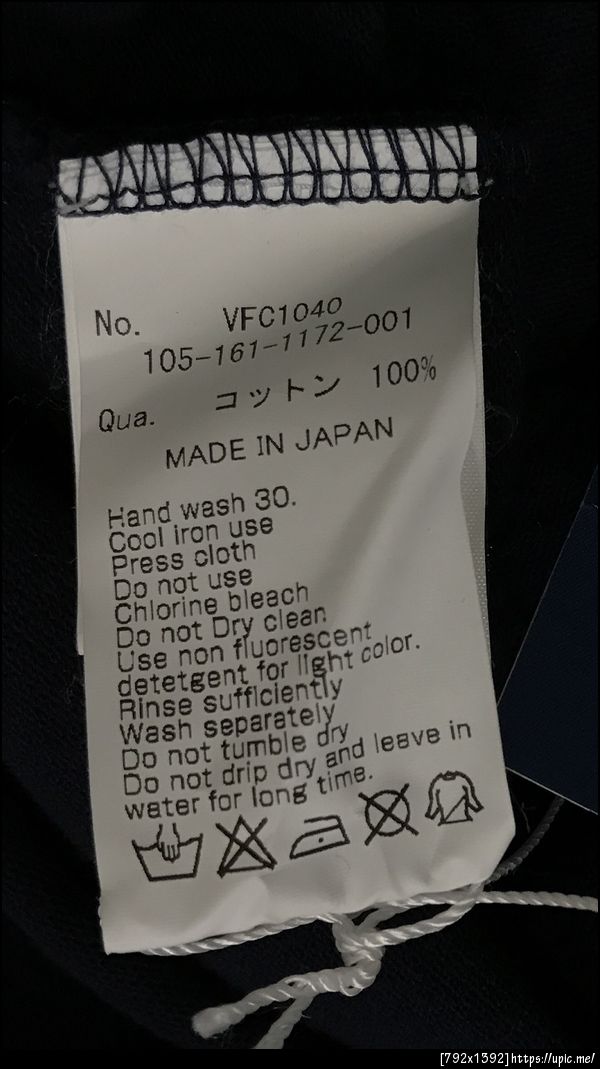 No. VFC1040
105-161-1172-001
Qua. コットン 100%
MADE IN JAPAN
Hand wash 30.
Cool iron use
Press cloth
Do not use
Chlorine bleach
Do not Dry clean
Use non fluorescent
detetgent for light color.
Rinse sufficiently
Wash separately
Do not tumble dry
Do not drip dry and leave in
water for long time.
[792x1592]https://upic.me/